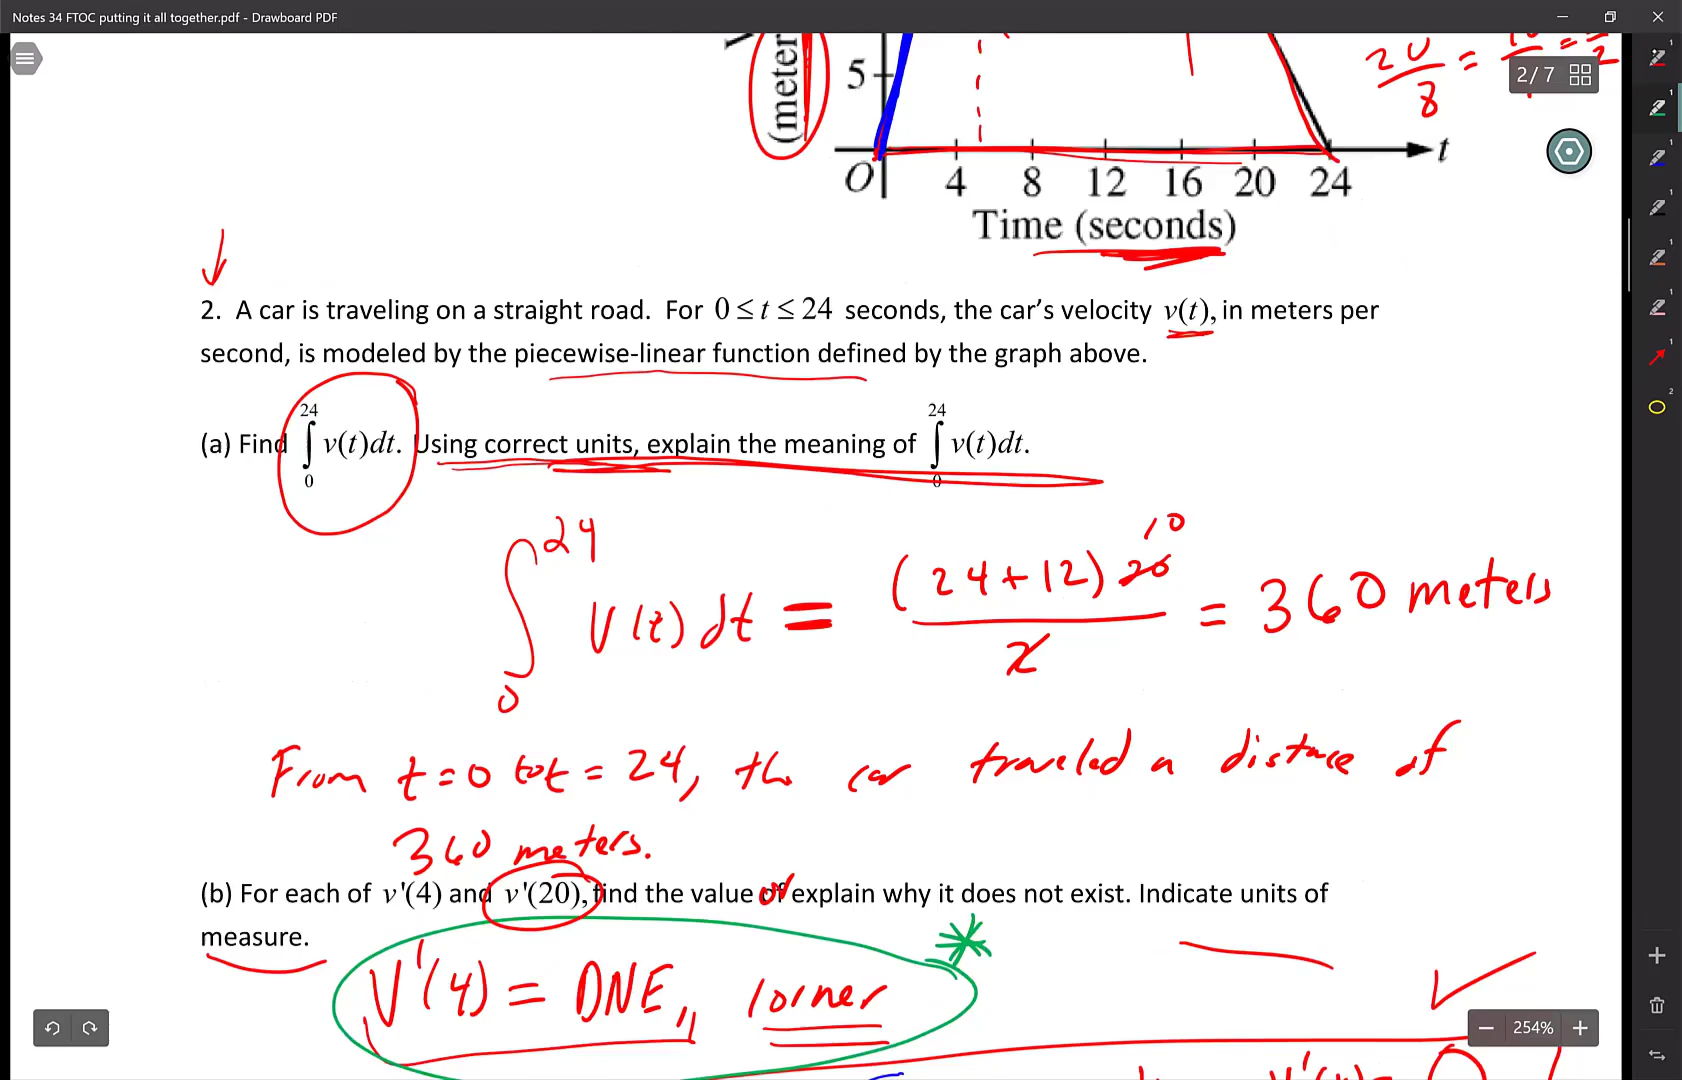 Notes 34 FTOC putting it all together.pdf - Drawboard PDF
(meter
5
20/8 =
2 / 7
O 4 8 12 16 20 24 t
Time (seconds)
2. A car is traveling on a straight road. For 0 ≤ t ≤ 24 seconds, the car's velocity v(t), in meters per
second, is modeled by the piecewise-linear function defined by the graph above.
(a) Find ∫₀²⁴ v(t)dt. Using correct units, explain the meaning of ∫₀²⁴ v(t)dt.
∫₀²⁴ v(t) dt = (24+12) 20 10 / 2 = 360 meters
From t=0 to t=24, the car traveled a distance of
360 meters.
(b) For each of v'(4) and v'(20), find the value or explain why it does not exist. Indicate units of
measure.
V'(4) = DNE,, corner
254%